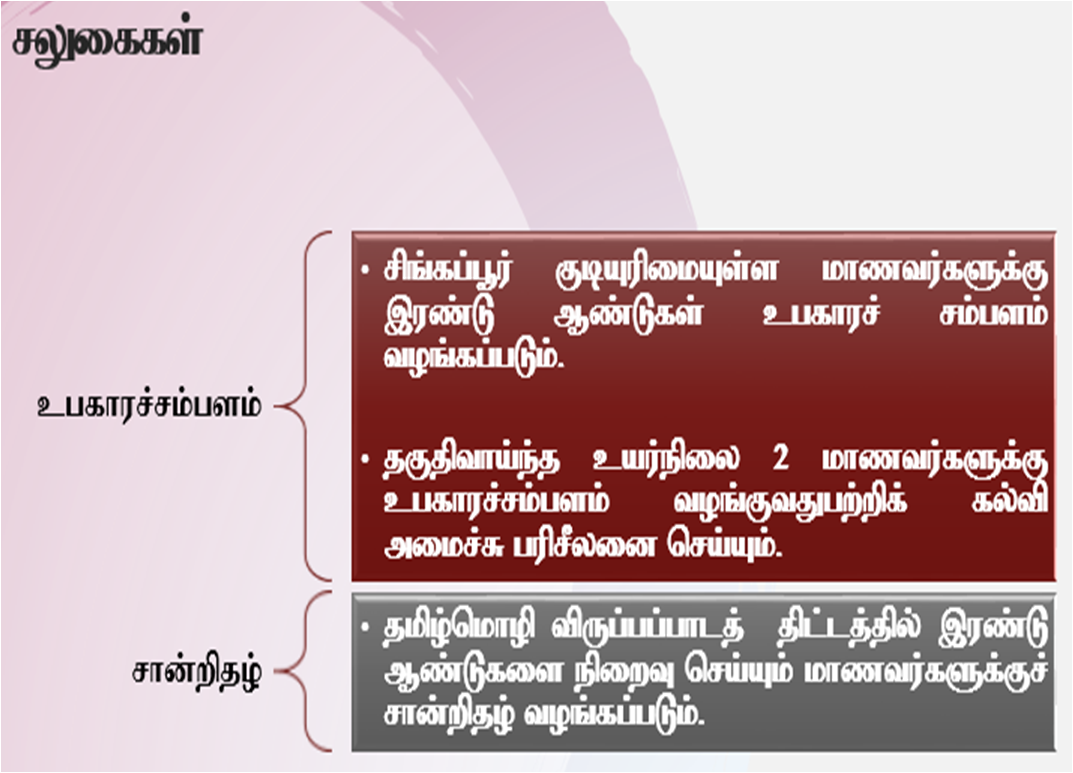 சலுகைகள்
உபகாரச்சம்பளம்
• சிங்கப்பூர் குடியுரிமையுள்ள மாணவர்களுக்கு
இரண்டு ஆண்டுகள் உபகாரச் சம்பளம்
வழங்கப்படும்.
• தகுதிவாய்ந்த உயர்நிலை 2 மாணவர்களுக்கு
உபகாரச்சம்பளம் வழங்குவதுபற்றிக் கல்வி
அமைச்சு பரிசீலனை செய்யும்.
சான்றிதழ்
• தமிழ்மொழி விருப்பப்பாடத் திட்டத்தில் இரண்டு
ஆண்டுகளை நிறைவு செய்யும் மாணவர்களுக்குச்
சான்றிதழ் வழங்கப்படும்.